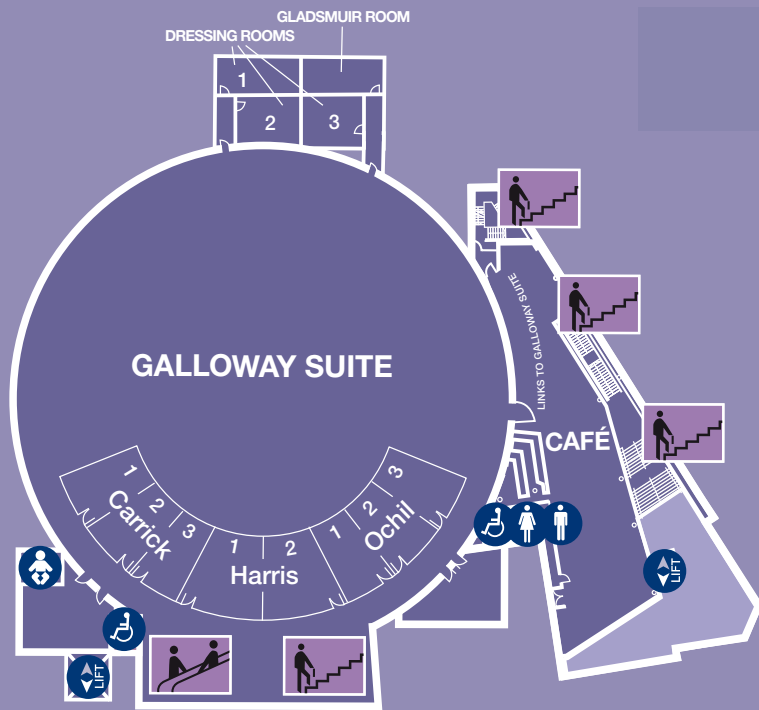 GLADSMUIR ROOM
DRESSING ROOMS
1
2
3
LINKS TO GALLOWAY SUITE
GALLOWAY SUITE
CAFÉ
1
2
3
Carrick
1
2
Harris
1
2
3
Ochil
LIFT
LIFT